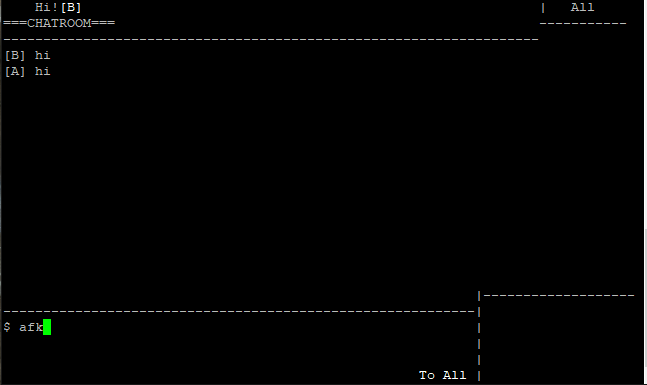 Hi![B] | All
===CHATROOM===
[B] hi
[A] hi
$ afk
To All